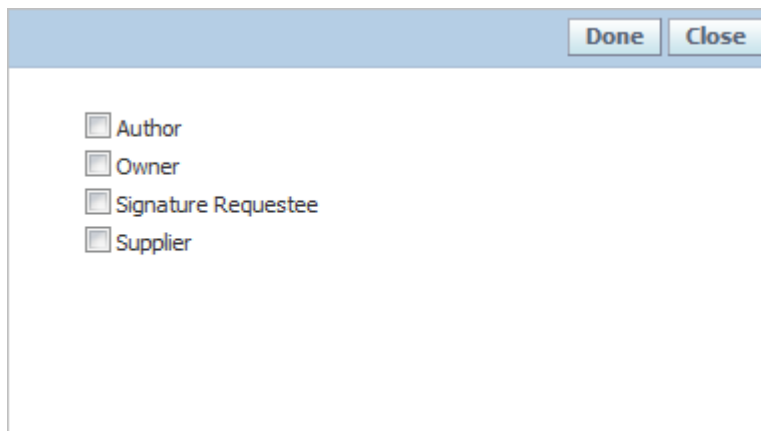 Done Close
Author
Owner
Signature Requestee
Supplier